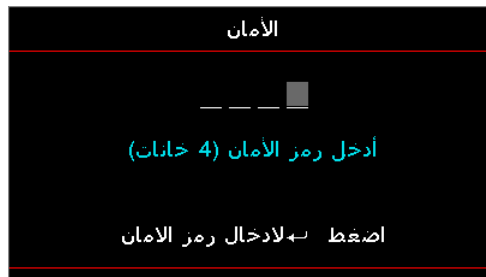 الأمان
_ _ _ _
أدخل رمز الأمان (4 خانات)
اضغط ↵ لادخال رمز الامان